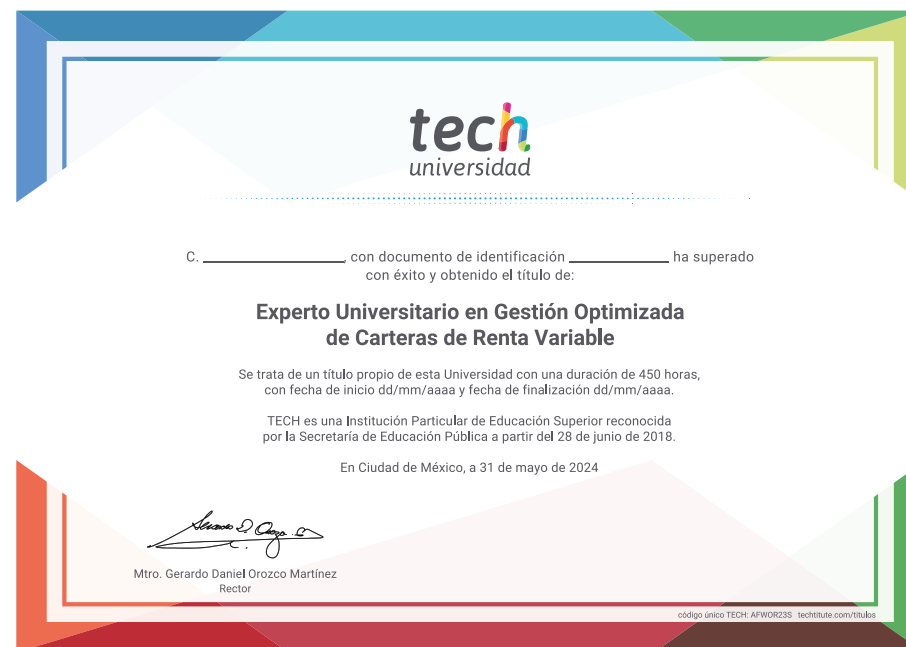 tech
universidad
C. ____________, con documento de identificación ____________ ha superado
con éxito y obtenido el título de:
Experto Universitario en Gestión Optimizada
de Carteras de Renta Variable
Se trata de un título propio de esta Universidad con una duración de 450 horas,
con fecha de inicio dd/mm/aaaa y fecha de finalización dd/mm/aaaa.
TECH es una Institución Particular de Educación Superior reconocida
por la Secretaría de Educación Pública a partir del 28 de junio de 2018.
En Ciudad de México, a 31 de mayo de 2024
Mtro. Gerardo Daniel Orozco Martínez
Rector
código único TECH: AFWOR23S techtitute.com/titulos